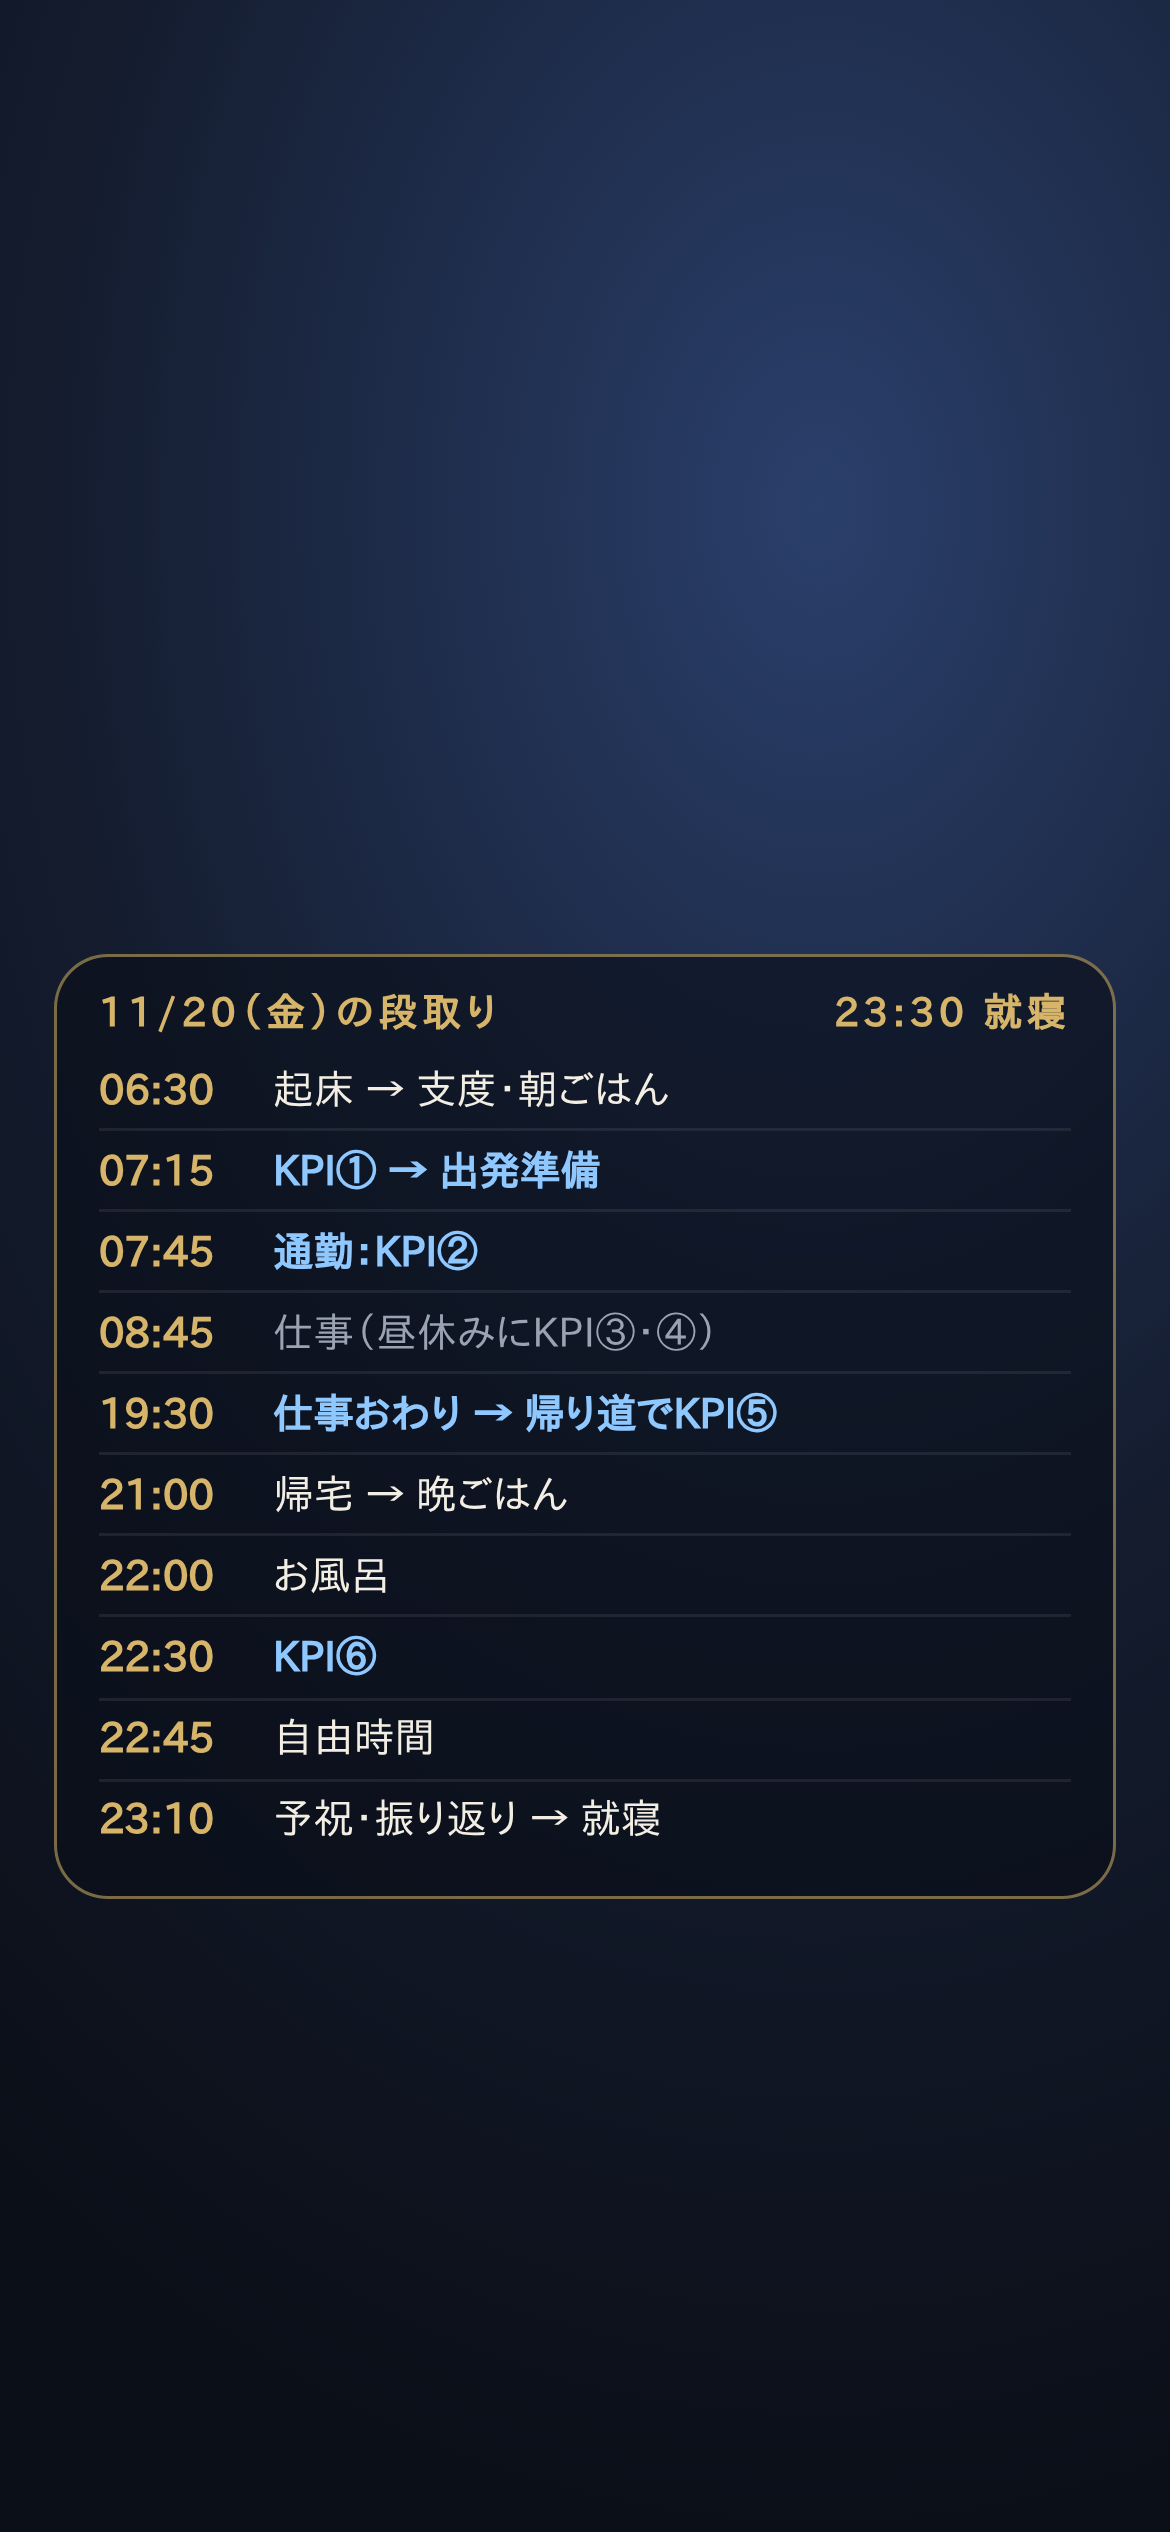 11/20(金)の段取り 23:30 就寝
06:30 起床 → 支度・朝ごはん
07:15 KPI① → 出発準備
07:45 通勤:KPI②
08:45 仕事(昼休みにKPI③・④)
19:30 仕事おわり → 帰り道でKPI⑤
21:00 帰宅 → 晩ごはん
22:00 お風呂
22:30 KPI⑥
22:45 自由時間
23:10 予祝・振り返り → 就寝